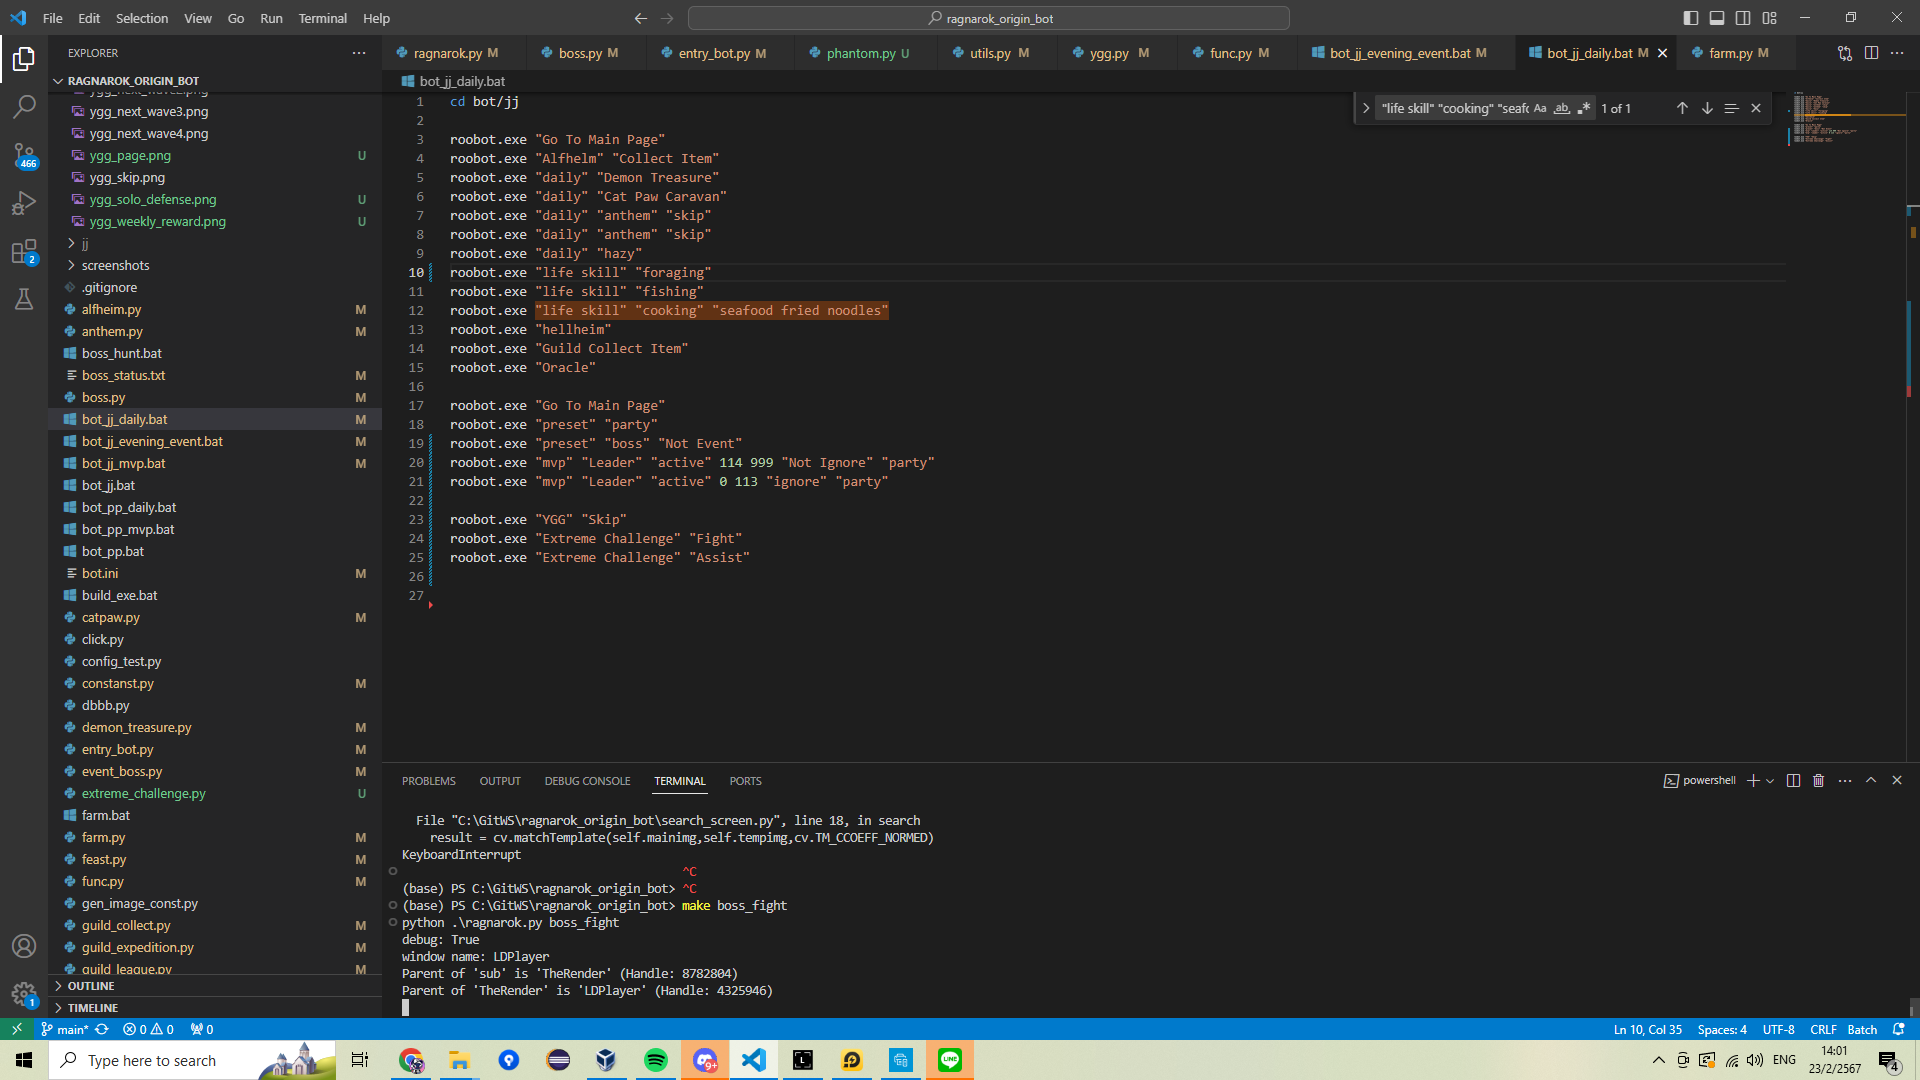 File Edit Selection View Go Run Terminal Help
ragnarok_origin_bot
EXPLORER
RAGNAROK_ORIGIN_BOT
ygg_next_wave2.png
ygg_next_wave3.png
ygg_next_wave4.png
ygg_page.png U
ygg_skip.png
ygg_solo_defense.png U
ygg_weekly_reward.png U
jj
screenshots
.gitignore
alfheim.py M
anthem.py M
boss_hunt.bat
boss_status.txt M
boss.py M
bot_jj_daily.bat M
bot_jj_evening_event.bat M
bot_jj_mvp.bat M
bot_jj.bat
bot_pp_daily.bat
bot_pp_mvp.bat
bot_pp.bat
bot.ini M
build_exe.bat
catpaw.py M
click.py
config_test.py
constanst.py M
dbbb.py
demon_treasure.py M
entry_bot.py M
event_boss.py M
extreme_challenge.py U
farm.bat
farm.py M
feast.py M
func.py M
gen_image_const.py
guild_collect.py M
guild_expedition.py M
guild_league.py M
OUTLINE
TIMELINE
466
2
1
ragnarok.py M boss.py M entry_bot.py M phantom.py U utils.py M ygg.py M func.py M bot_jj_evening_event.bat M bot_jj_daily.bat M farm.py M
bot_jj_daily.bat
"life skill" "cooking" "seafo Aa ab 1 of 1
1 cd bot/jj
2
3 roobot.exe "Go To Main Page"
4 roobot.exe "Alfhelm" "Collect Item"
5 roobot.exe "daily" "Demon Treasure"
6 roobot.exe "daily" "Cat Paw Caravan"
7 roobot.exe "daily" "anthem" "skip"
8 roobot.exe "daily" "anthem" "skip"
9 roobot.exe "daily" "hazy"
10 roobot.exe "life skill" "foraging"
11 roobot.exe "life skill" "fishing"
12 roobot.exe "life skill" "cooking" "seafood fried noodles"
13 roobot.exe "hellheim"
14 roobot.exe "Guild Collect Item"
15 roobot.exe "Oracle"
16
17 roobot.exe "Go To Main Page"
18 roobot.exe "preset" "party"
19 roobot.exe "preset" "boss" "Not Event"
20 roobot.exe "mvp" "Leader" "active" 114 999 "Not Ignore" "party"
21 roobot.exe "mvp" "Leader" "active" 0 113 "ignore" "party"
22
23 roobot.exe "YGG" "Skip"
24 roobot.exe "Extreme Challenge" "Fight"
25 roobot.exe "Extreme Challenge" "Assist"
26
27
PROBLEMS OUTPUT DEBUG CONSOLE TERMINAL PORTS
powershell
File "C:\GitWS\ragnarok_origin_bot\search_screen.py", line 18, in search
result = cv.matchTemplate(self.mainimg,self.tempimg,cv.TM_CCOEFF_NORMED)
KeyboardInterrupt
^C
(base) PS C:\GitWS\ragnarok_origin_bot> ^C
(base) PS C:\GitWS\ragnarok_origin_bot> make boss_fight
python .\ragnarok.py boss_fight
debug: True
window name: LDPlayer
Parent of 'sub' is 'TheRender' (Handle: 8782804)
Parent of 'TheRender' is 'LDPlayer' (Handle: 4325946)
main* 0 0 0
Ln 10, Col 35 Spaces: 4 UTF-8 CRLF Batch
Type here to search
9+
L
LINE
ENG
14:01
23/2/2567
4